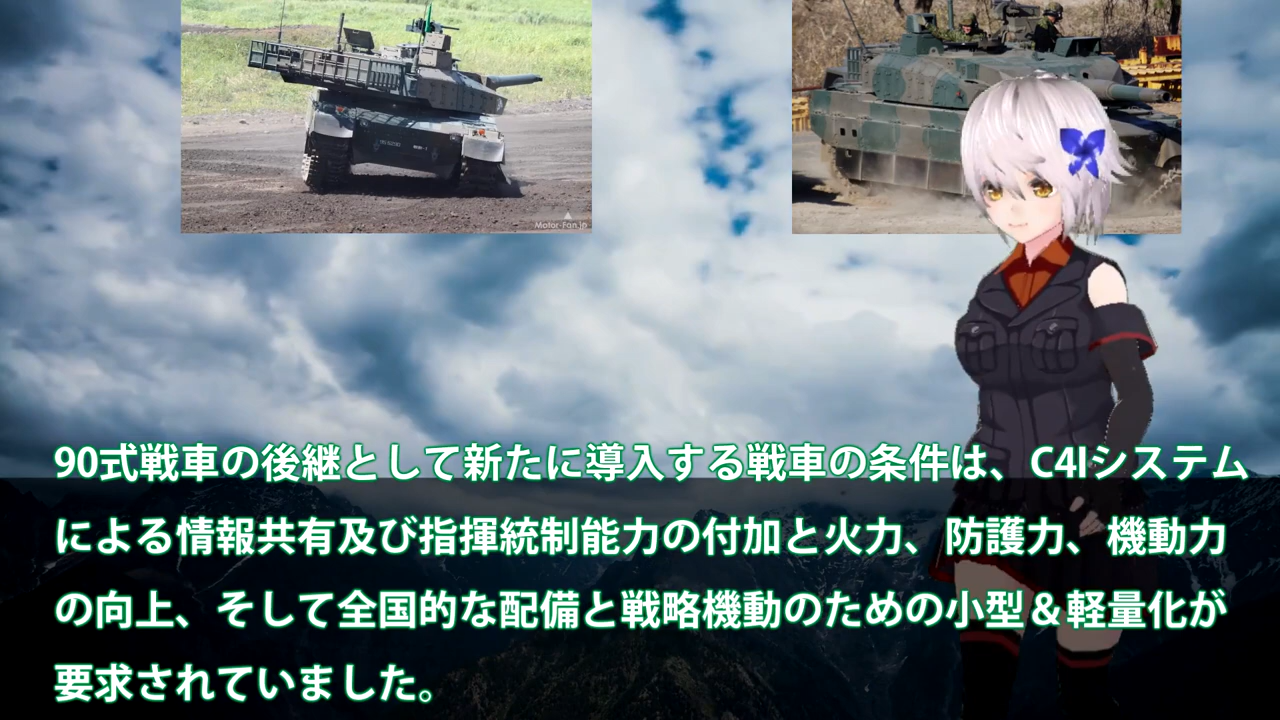 Motor-Fan.jp
90式戦車の後継として新たに導入する戦車の条件は、C4Iシステム
による情報共有及び指揮統制能力の付加と火力、防護力、機動力
の向上、そして全国的な配備と戦略機動のための小型＆軽量化が
要求されていました。